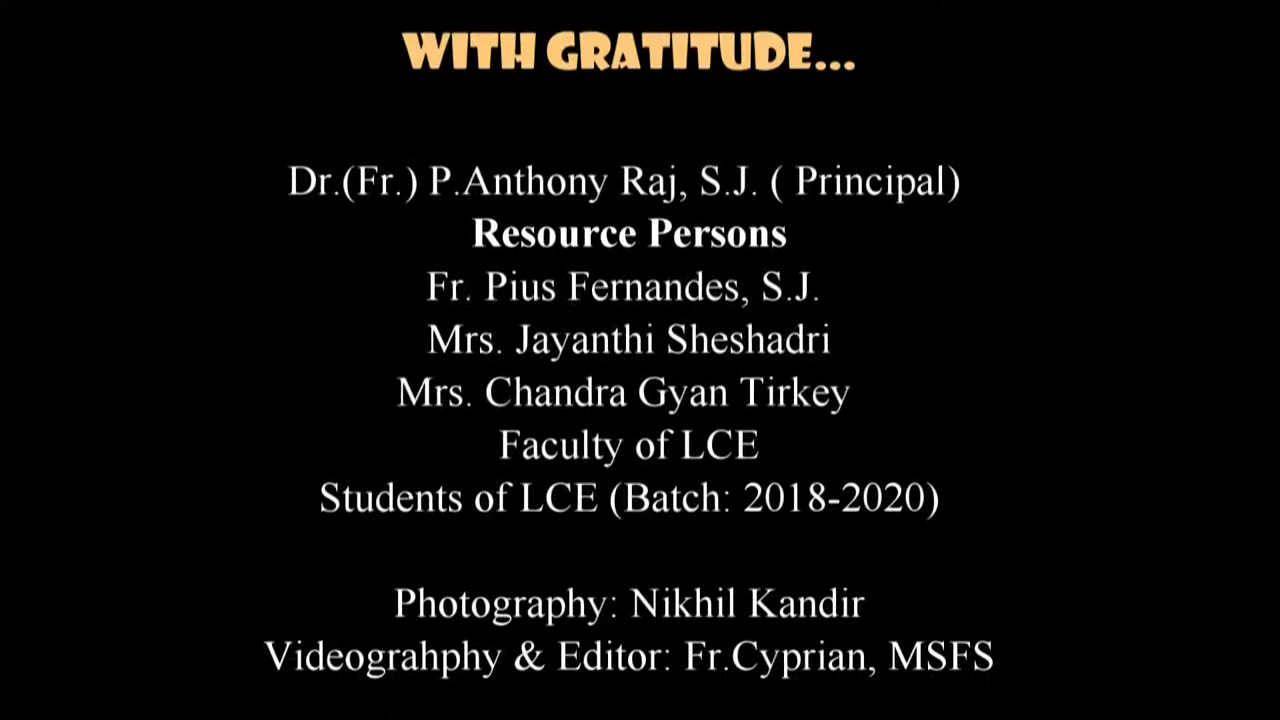 WITH GRATITUDE...
Dr.(Fr.) P.Anthony Raj, S.J. ( Principal)
Resource Persons
Fr. Pius Fernandes, S.J.
Mrs. Jayanthi Sheshadri
Mrs. Chandra Gyan Tirkey
Faculty of LCE
Students of LCE (Batch: 2018-2020)
Photography: Nikhil Kandir
Videograhphy & Editor: Fr.Cyprian, MSFS